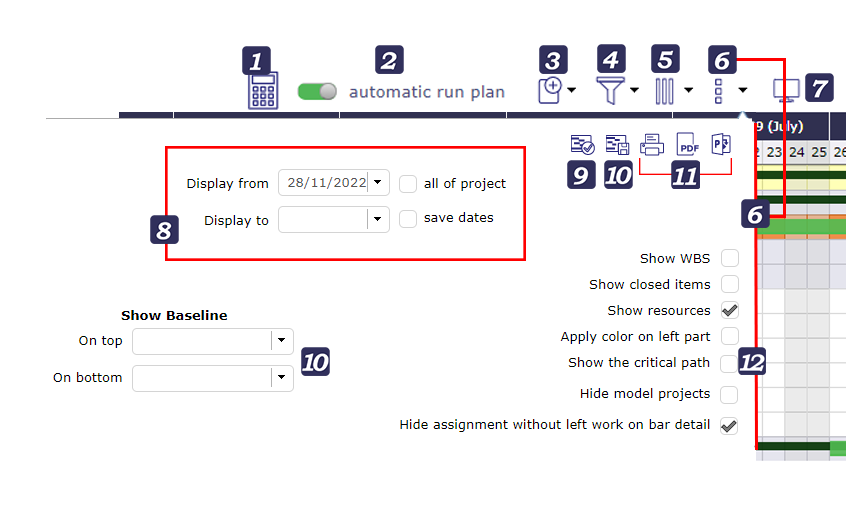 1
2
3
4
5
6
7
automatic run plan
9 (July)
23 24 25 26
PDF
9
10
11
Display from 28/11/2022 all of project
8
Display to save dates
6
Show WBS
Show closed items
Show Baseline
Show resources
On top
Apply color on left part
10
Show the critical path
12
On bottom
Hide model projects
Hide assignment without left work on bar detail